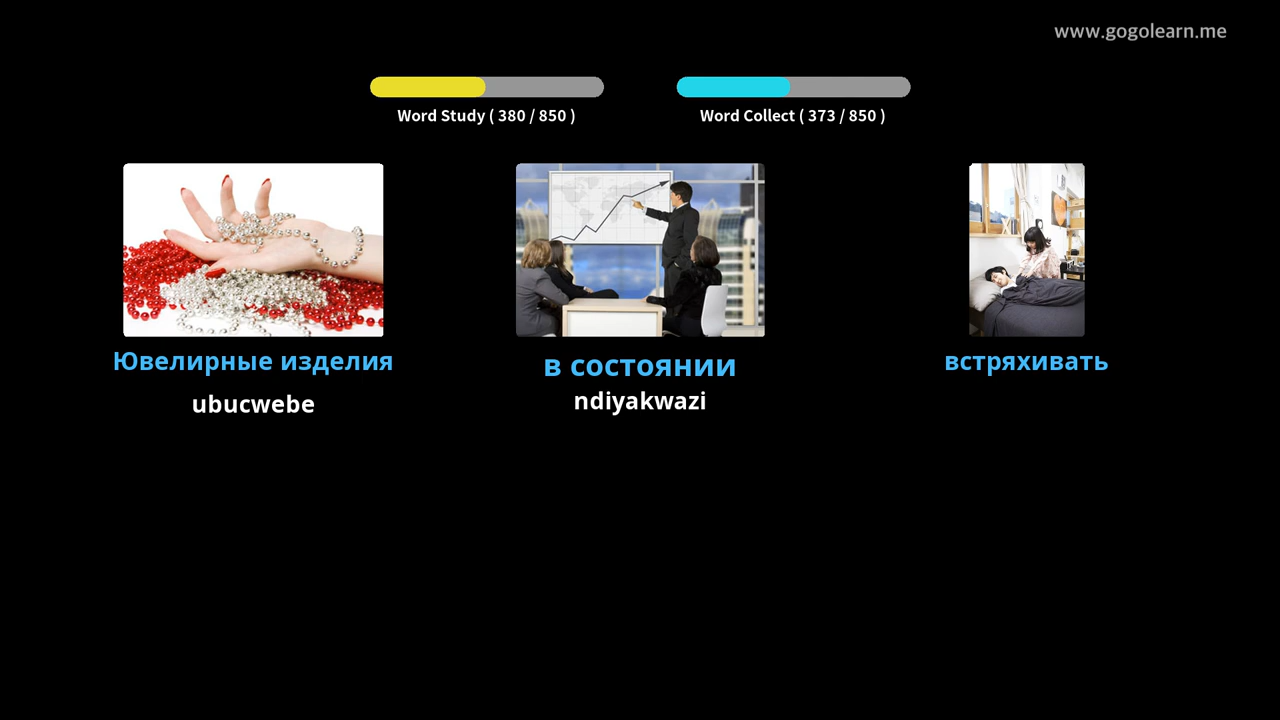 www.gogolearn.me
Word Study ( 380 / 850 )
Word Collect ( 373 / 850 )
Ювелирные изделия
ubucwebe
в состоянии
ndiyakwazi
встряхивать